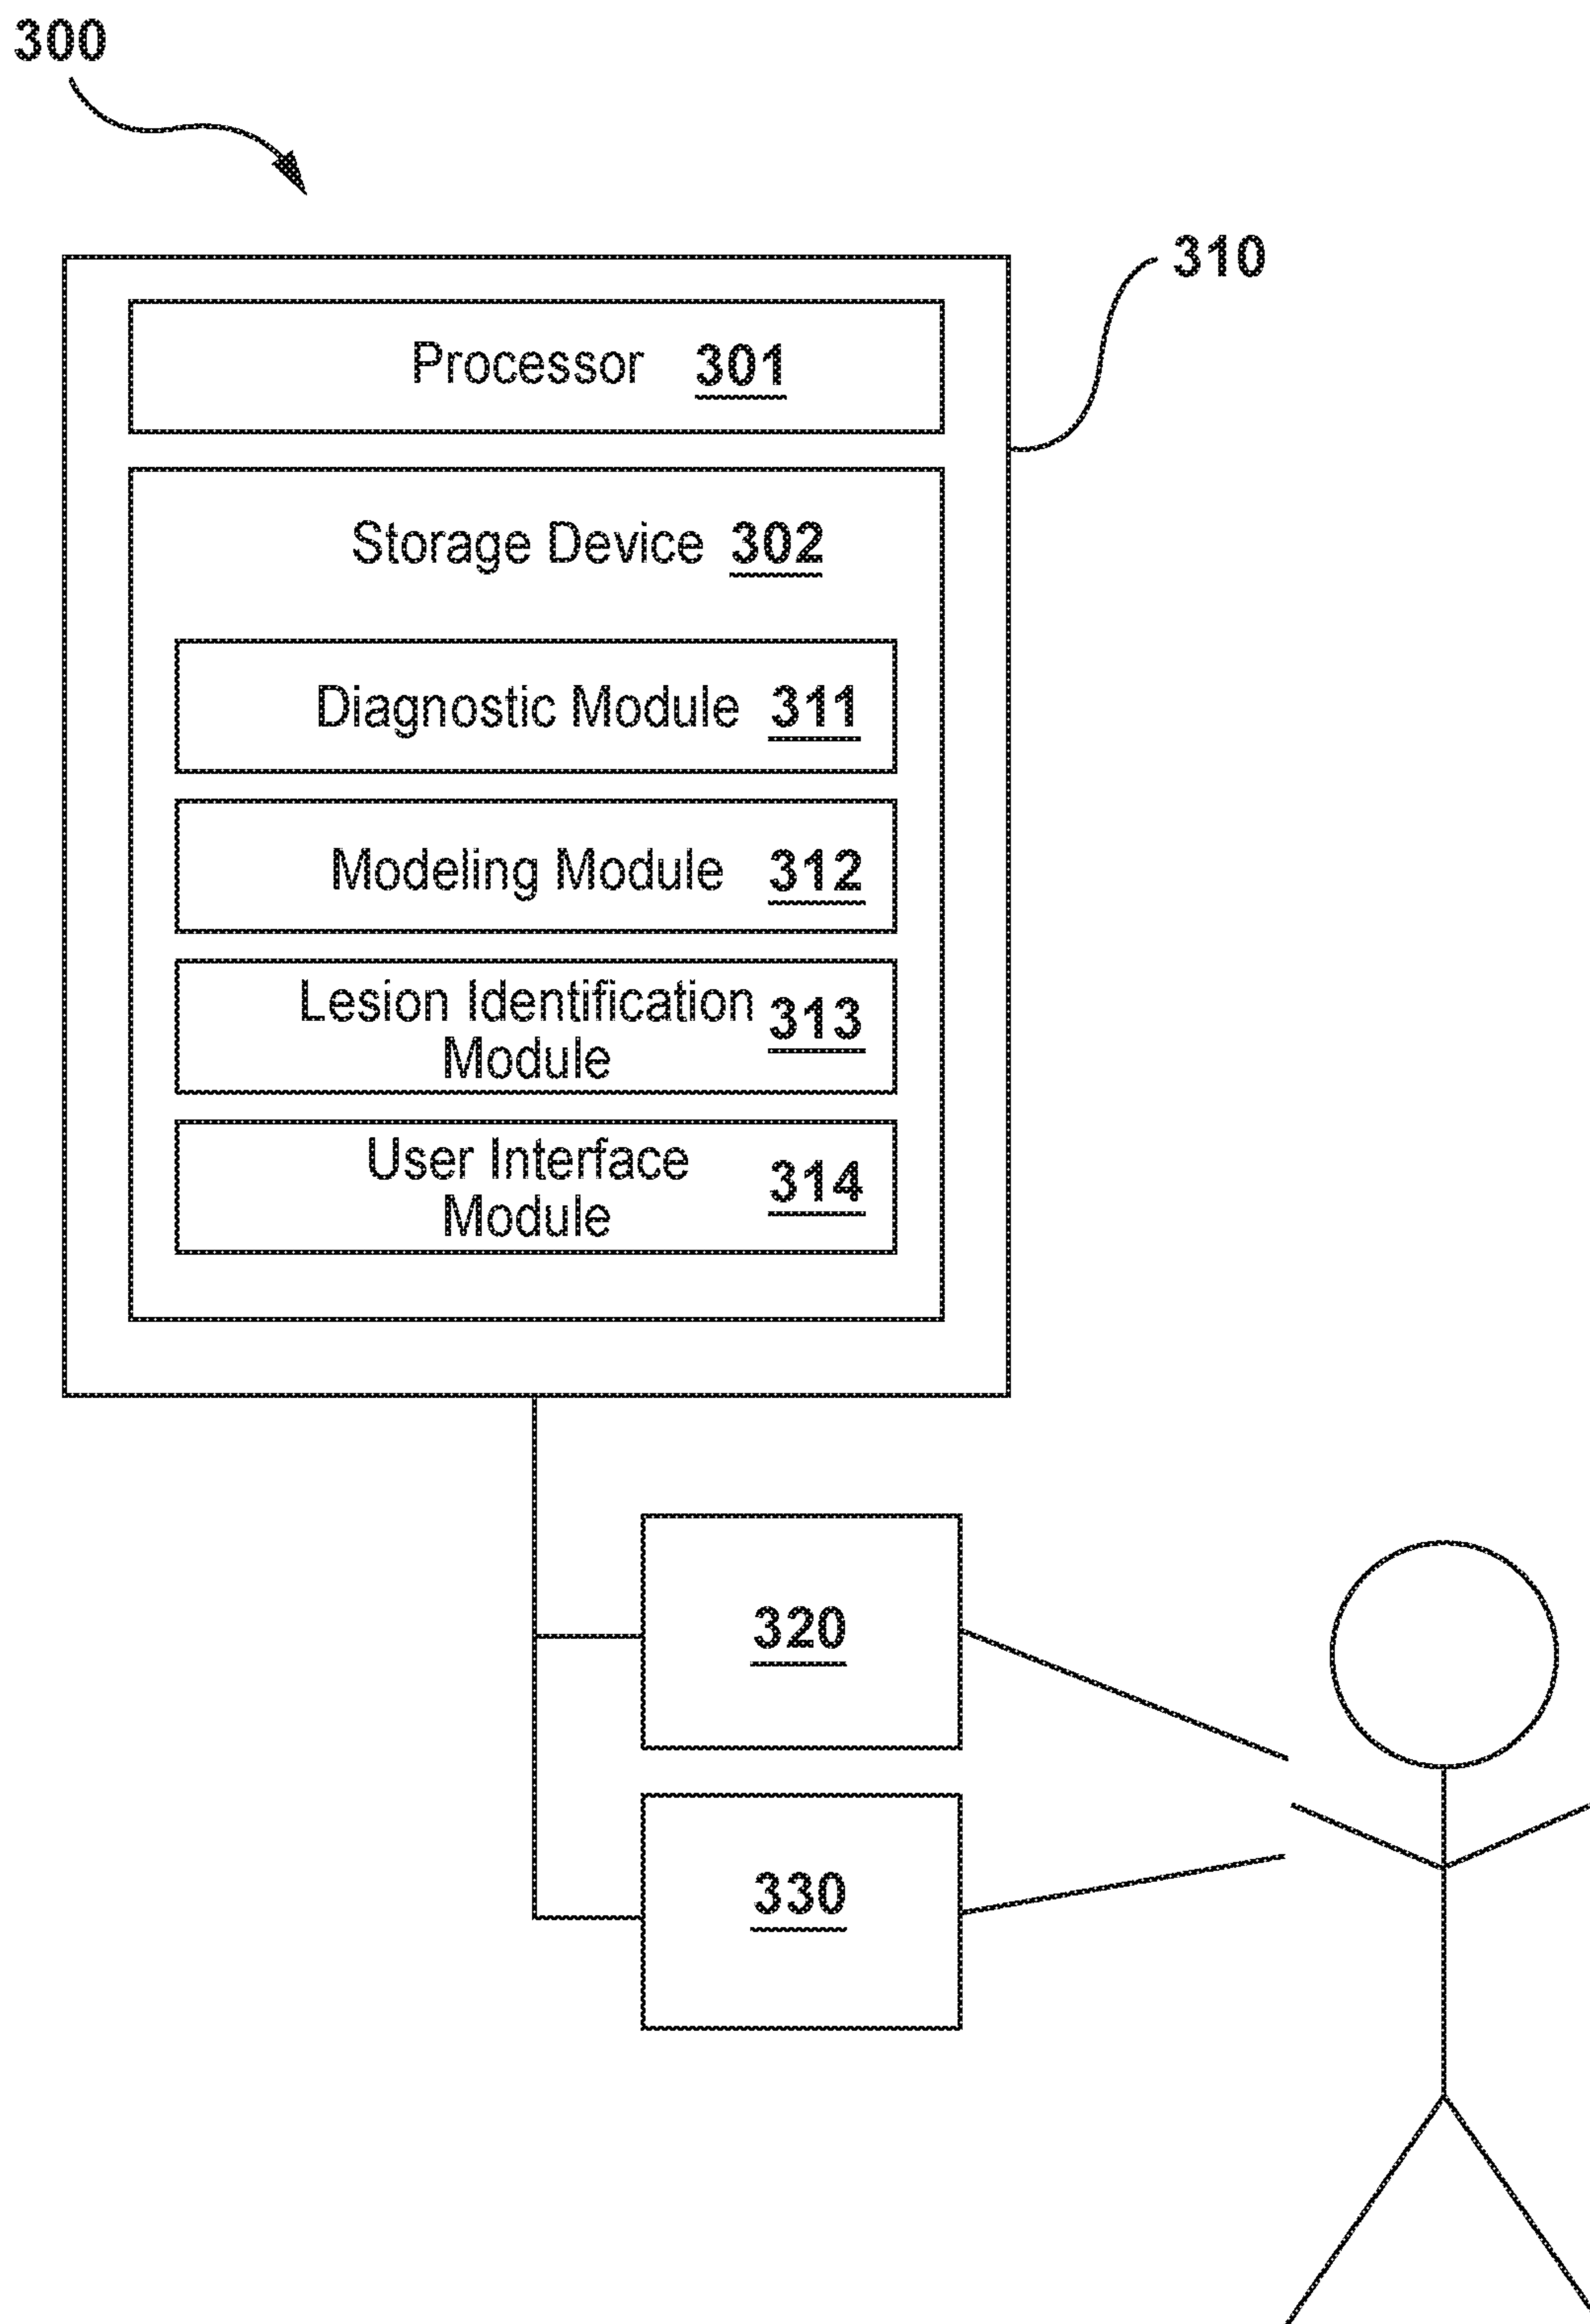 300
310
Processor 301
Storage Device 302
Diagnostic Module 311
Modeling Module 312
Lesion Identification 313
Module
User Interface 314
Module
320
330